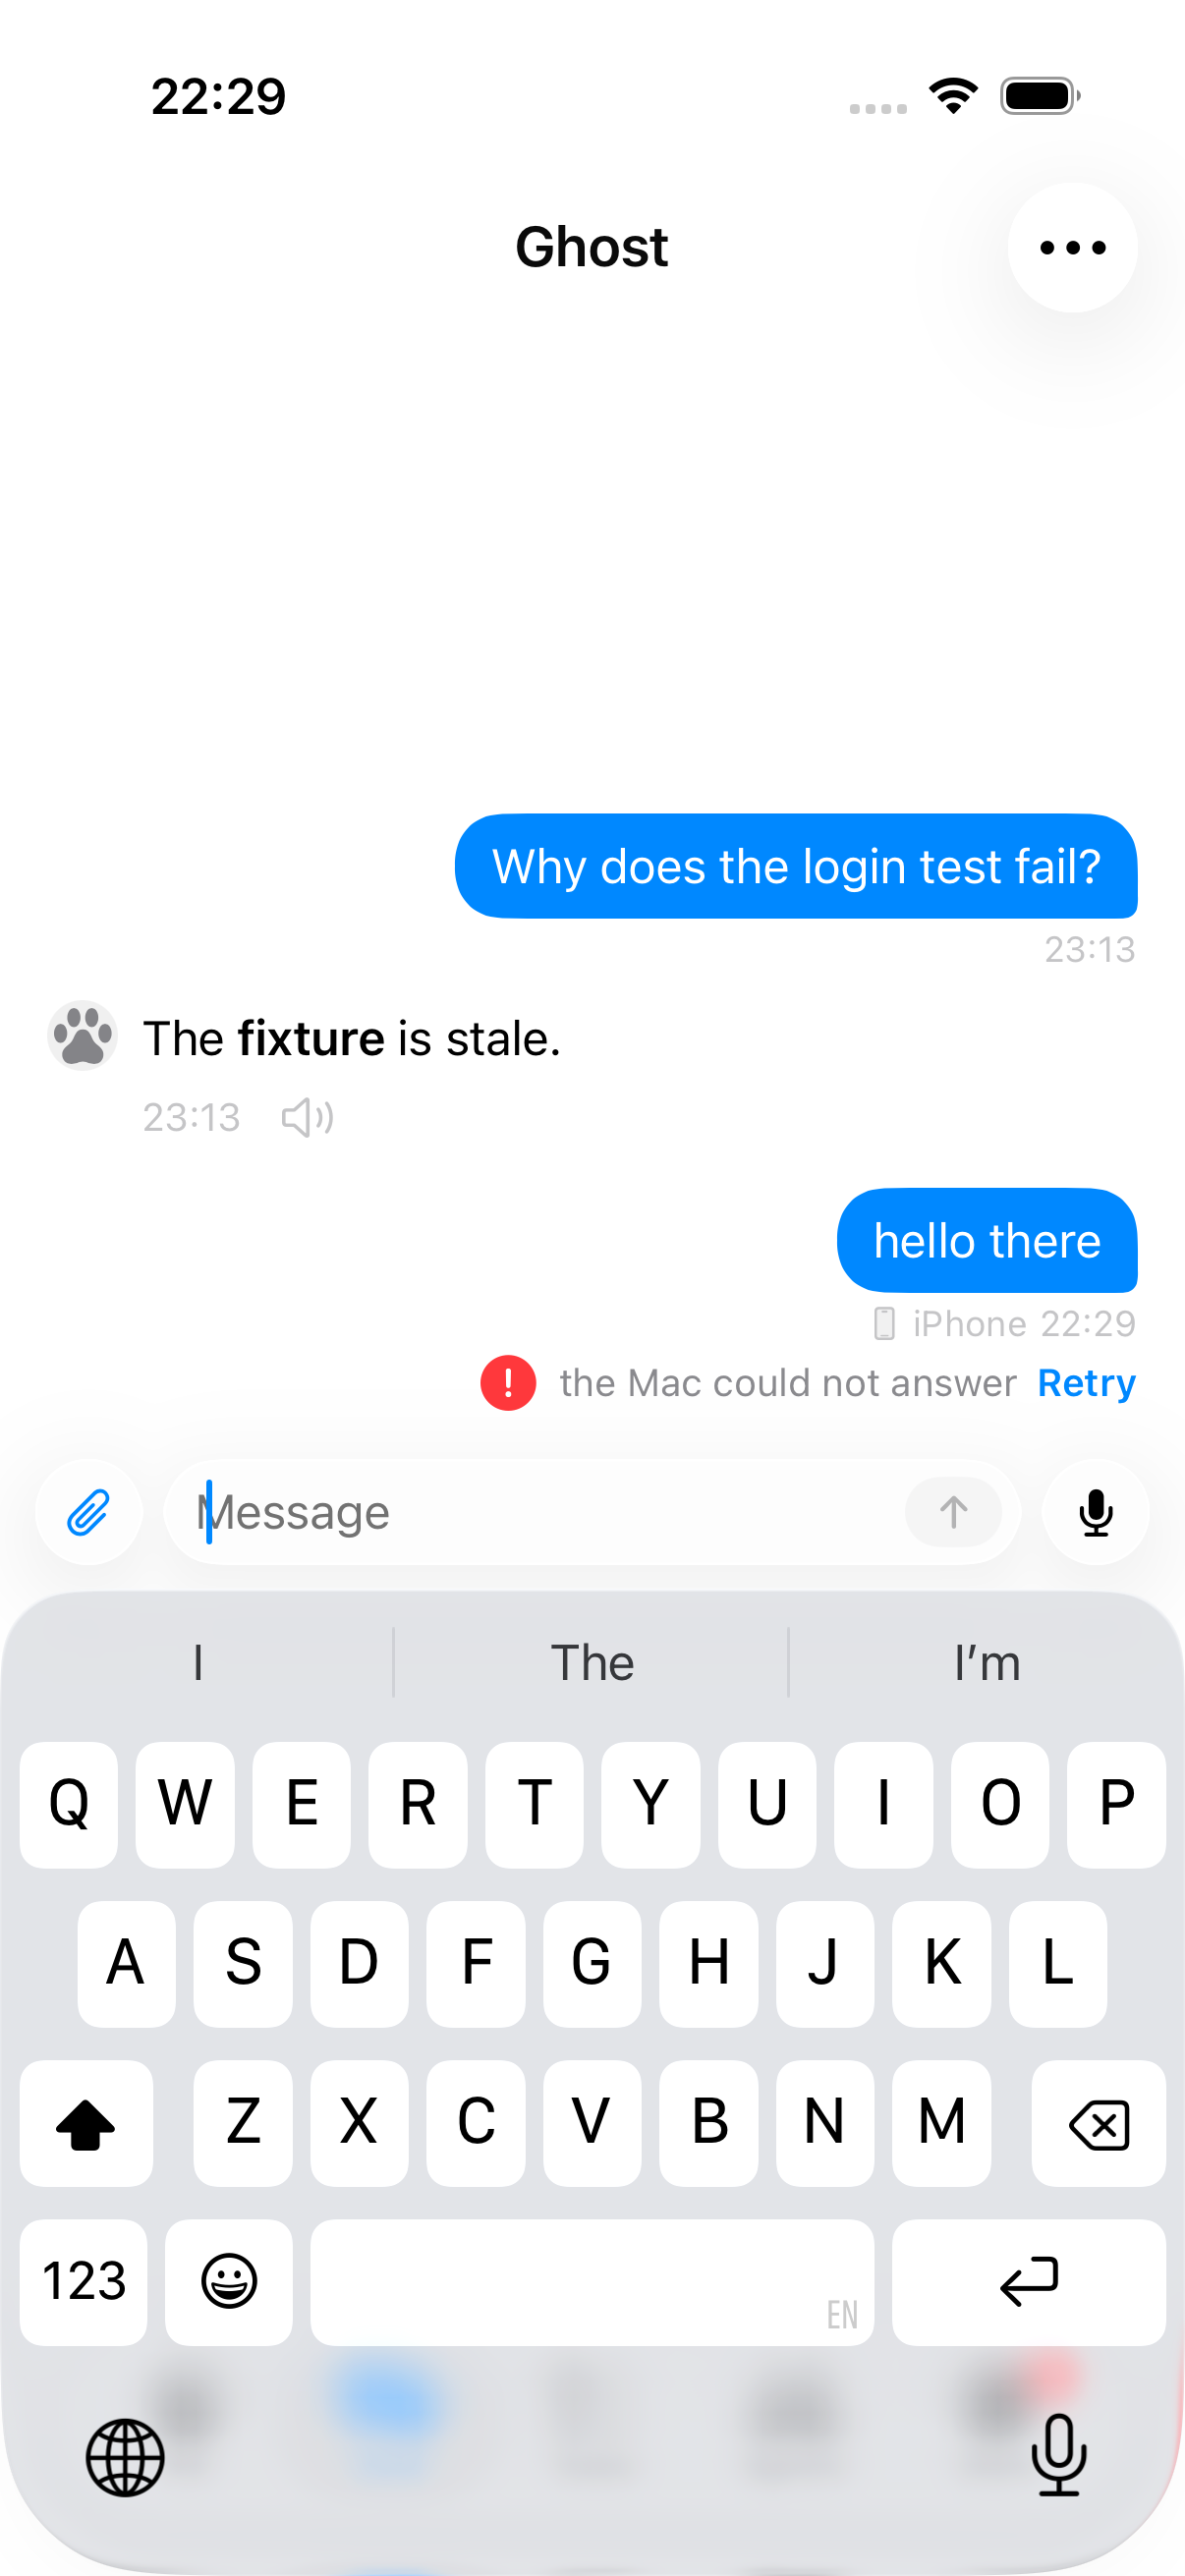 22:29
Ghost
Why does the login test fail?
23:13
The fixture is stale.
23:13
hello there
iPhone 22:29
the Mac could not answer Retry
Message
I The I’m
Q W E R T Y U I O P
A S D F G H J K L
Z X C V B N M
123 EN